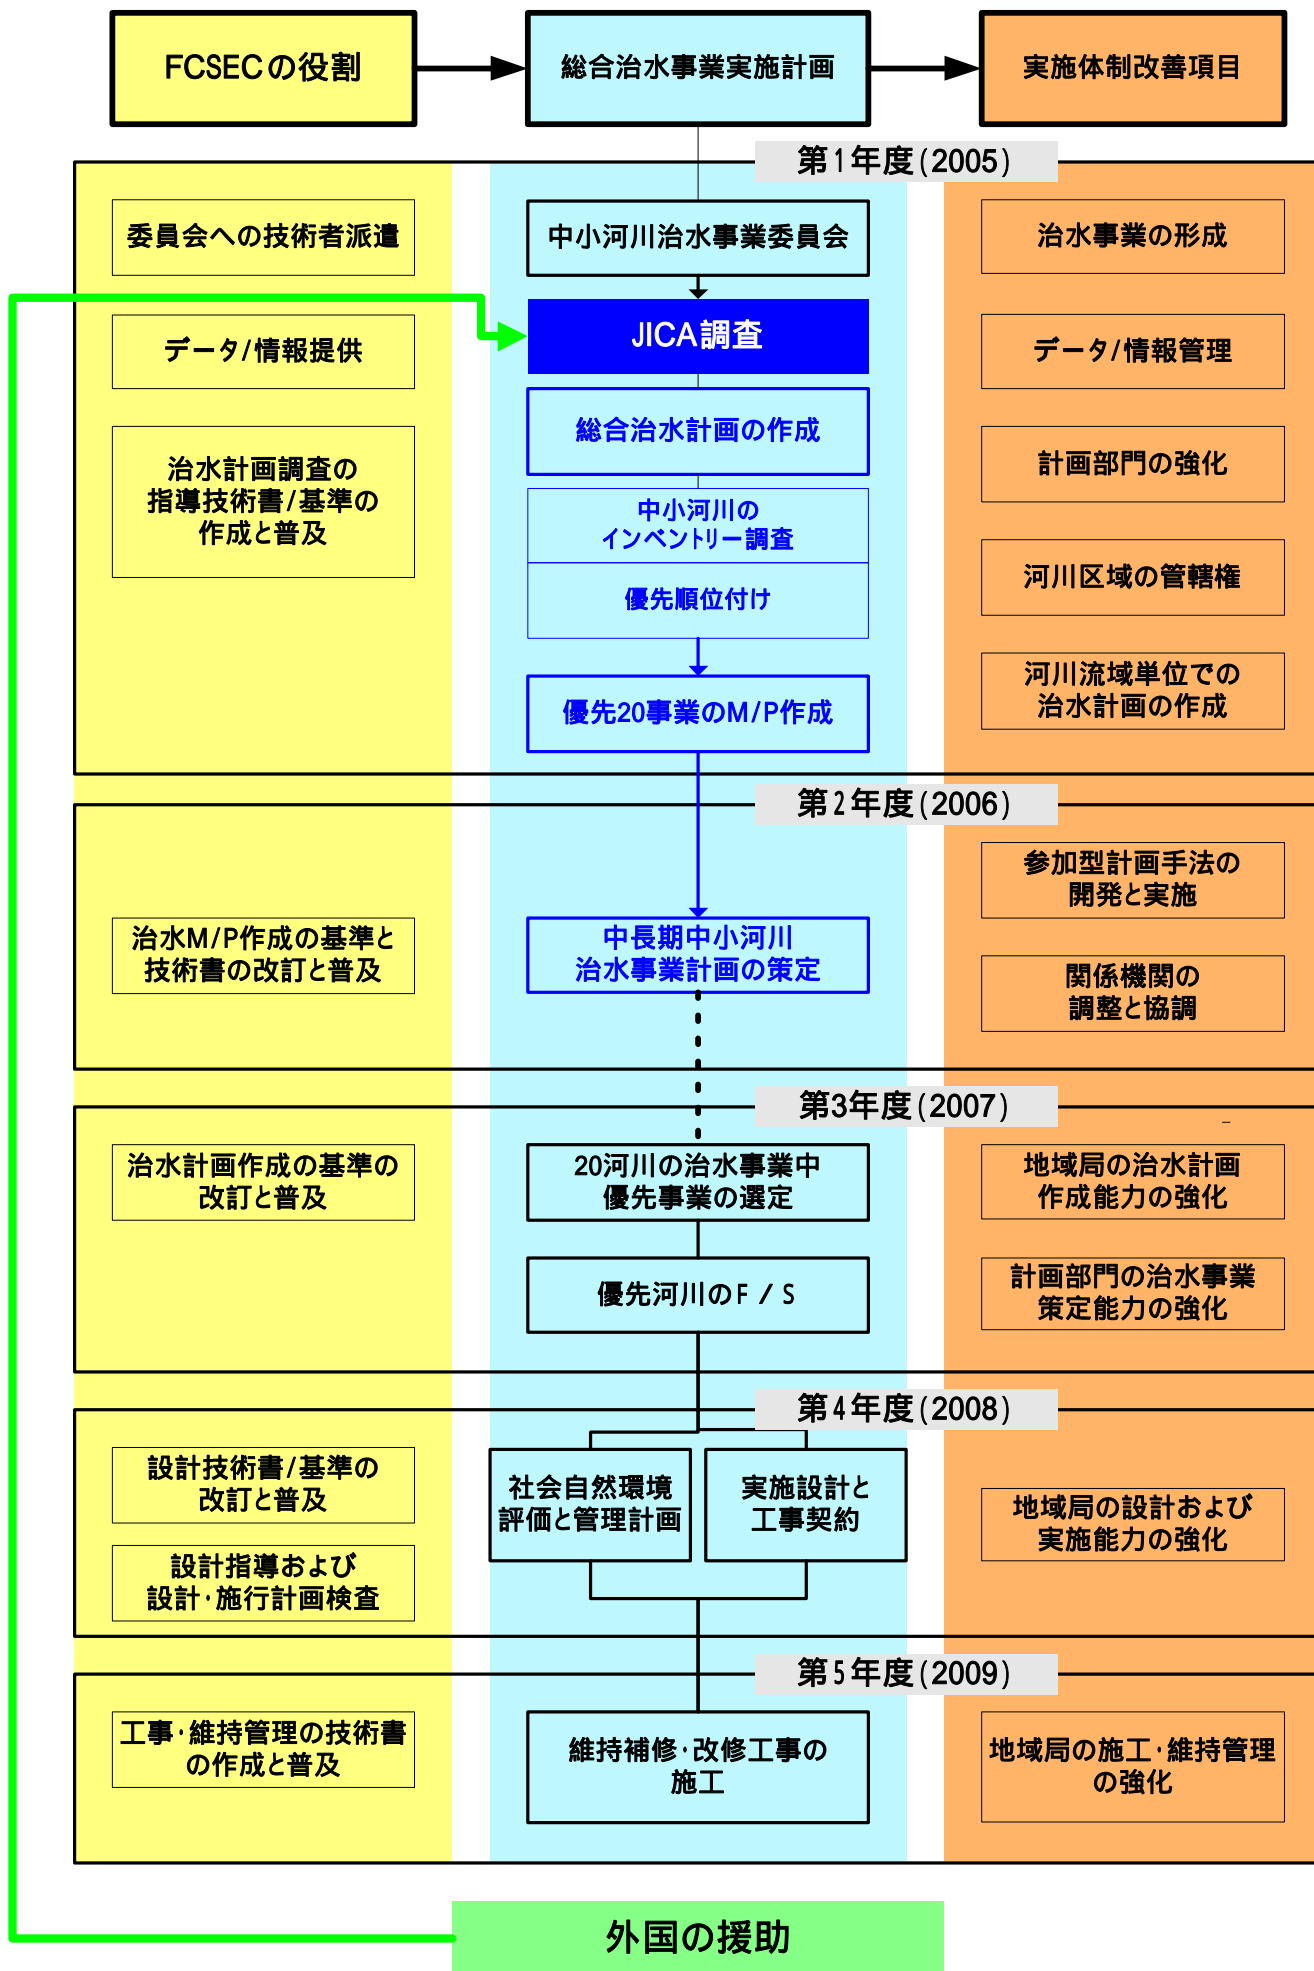 FCSECの役割
総合治水事業実施計画
実施体制改善項目
第1年度(2005)
委員会への技術者派遣
中小河川治水事業委員会
治水事業の形成
データ/情報提供
JICA調査
データ/情報管理
治水計画調査の
指導技術書/基準の
作成と普及
総合治水計画の作成
計画部門の強化
中小河川の
インベントリー調査
優先順位付け
河川区域の管轄権
優先20事業のM/P作成
河川流域単位での
治水計画の作成
第2年度(2006)
参加型計画手法の
開発と実施
治水M/P作成の基準と
技術書の改訂と普及
中長期中小河川
治水事業計画の策定
関係機関の
調整と協調
第3年度(2007)
治水計画作成の基準の
改訂と普及
20河川の治水事業中
優先事業の選定
地域局の治水計画
作成能力の強化
優先河川のF/S
計画部門の治水事業
策定能力の強化
第4年度(2008)
設計技術書/基準の
改訂と普及
社会自然環境
評価と管理計画
実施設計と
工事契約
地域局の設計および
実施能力の強化
設計指導および
設計・施行計画検査
第5年度(2009)
工事・維持管理の技術書
の作成と普及
維持補修・改修工事の
施工
地域局の施工・維持管理
の強化
外国の援助